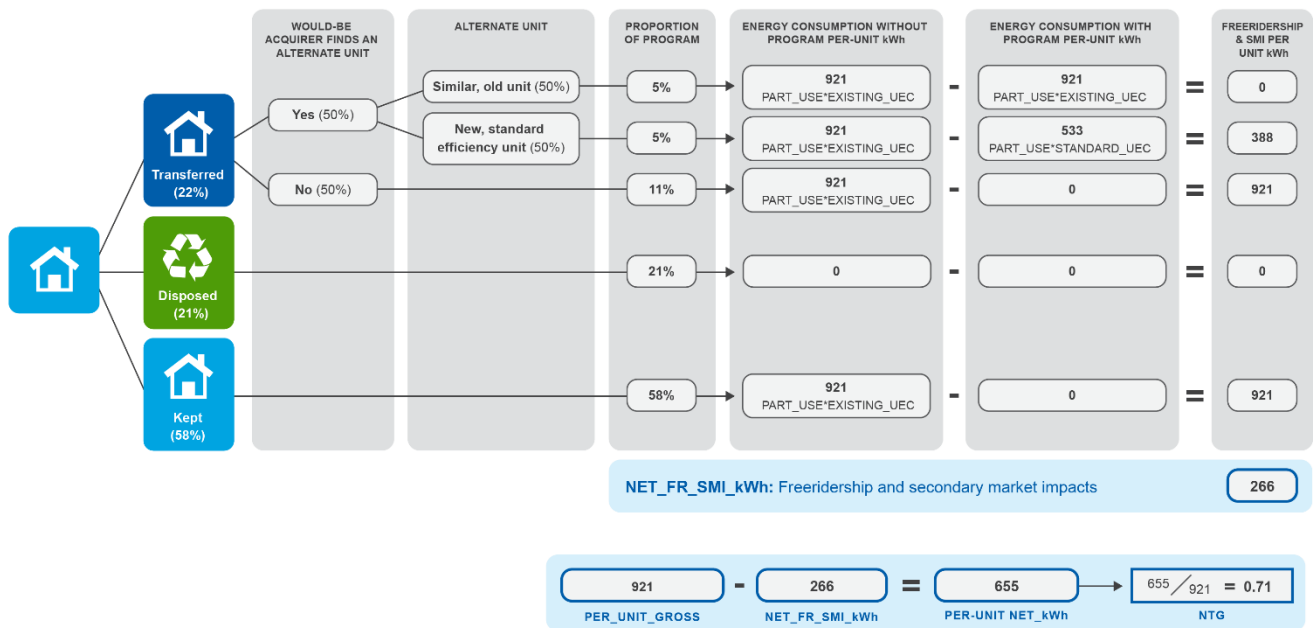 WOULD-BE
ACQUIRER FINDS AN
ALTERNATE UNIT
ALTERNATE UNIT
PROPORTION
OF PROGRAM
ENERGY CONSUMPTION WITHOUT
PROGRAM PER-UNIT kWh
ENERGY CONSUMPTION WITH
PROGRAM PER-UNIT kWh
FREERIDERSHIP
& SMI PER
UNIT kWh
Transferred
(22%)
Yes (50%)
Similar, old unit (50%)
5%
921
PART_USE*EXISTING_UEC
-
921
PART_USE*EXISTING_UEC
=
0
New, standard
efficiency unit (50%)
5%
921
PART_USE*EXISTING_UEC
-
533
PART_USE*STANDARD_UEC
=
388
No (50%)
11%
921
PART_USE*EXISTING_UEC
-
0
=
921
Disposed
(21%)
21%
0
-
0
=
0
Kept
(58%)
58%
921
PART_USE*EXISTING_UEC
-
0
=
921
NET_FR_SMI_kWh: Freeridership and secondary market impacts
266
921 - 266 = 655 655/921 = 0.71
PER_UNIT_GROSS NET_FR_SMI_kWh PER-UNIT NET_kWh NTG